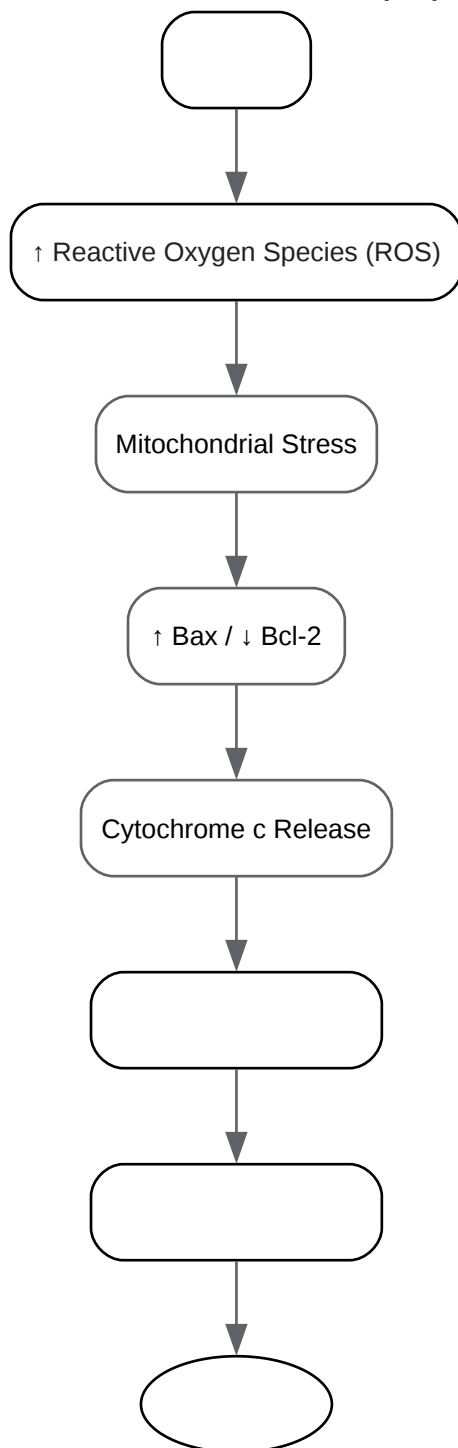 ↑ Reactive Oxygen Species (ROS)
Mitochondrial Stress
↑ Bax / ↓ Bcl-2
Cytochrome c Release